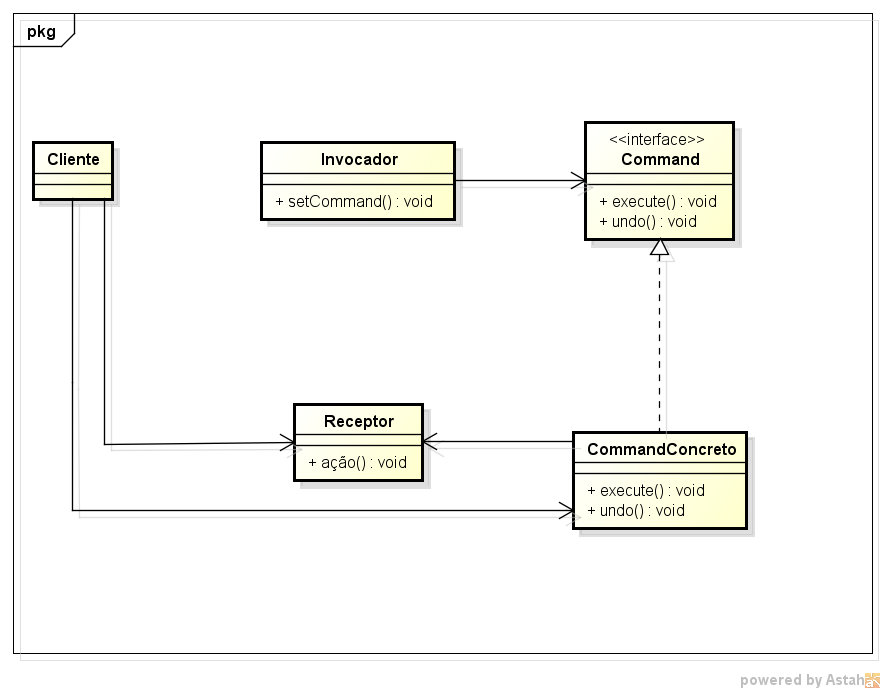 pkg
Cliente
Invocador
+ setCommand() : void
<<interface>>
Command
+ execute() : void
+ undo() : void
Receptor
+ ação() : void
CommandConcreto
+ execute() : void
+ undo() : void
powered by Astah